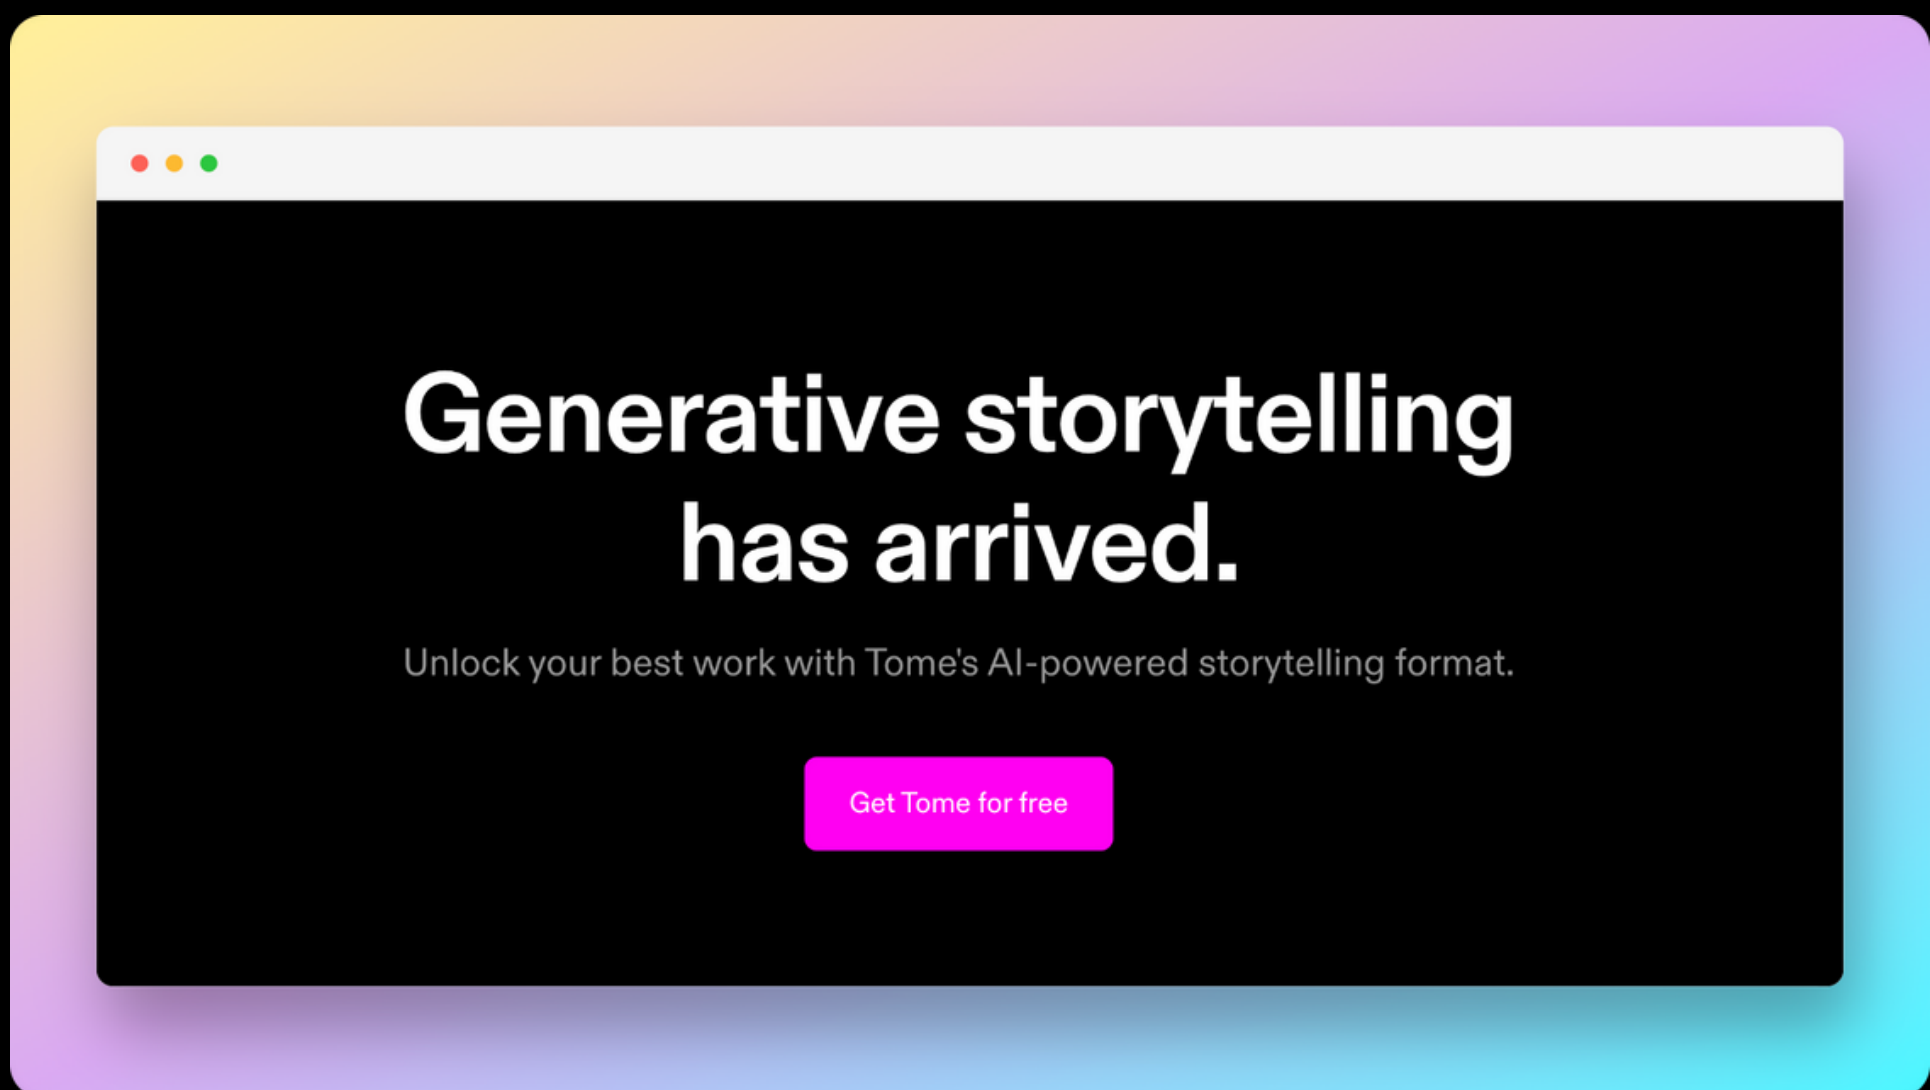 Generative storytelling
has arrived.
Unlock your best work with Tome's AI-powered storytelling format.
Get Tome for free